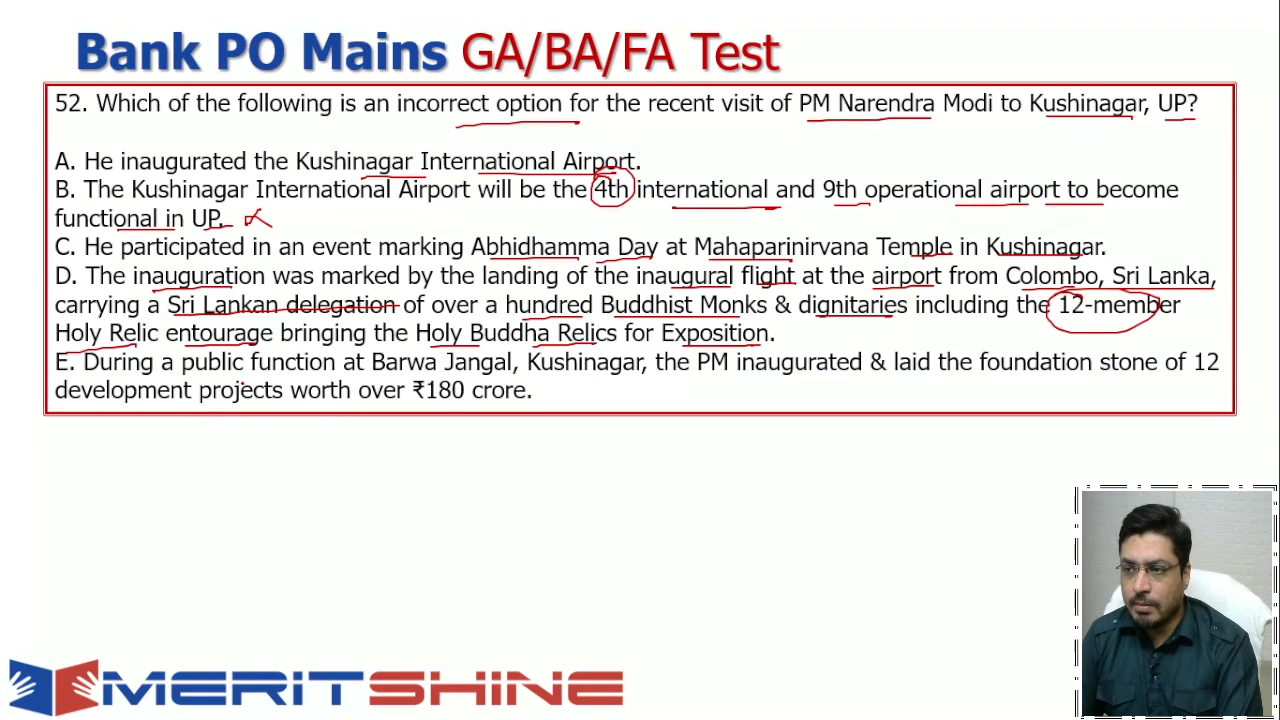 Bank PO Mains GA/BA/FA Test
52. Which of the following is an incorrect option for the recent visit of PM Narendra Modi to Kushinagar, UP?
A. He inaugurated the Kushinagar International Airport.
B. The Kushinagar International Airport will be the 4th international and 9th operational airport to become
functional in UP.
C. He participated in an event marking Abhidhamma Day at Mahaparinirvana Temple in Kushinagar.
D. The inauguration was marked by the landing of the inaugural flight at the airport from Colombo, Sri Lanka,
carrying a Sri Lankan delegation of over a hundred Buddhist Monks & dignitaries including the 12-member
Holy Relic entourage bringing the Holy Buddha Relics for Exposition.
E. During a public function at Barwa Jangal, Kushinagar, the PM inaugurated & laid the foundation stone of 12
development projects worth over ₹180 crore.
MERITSHINE